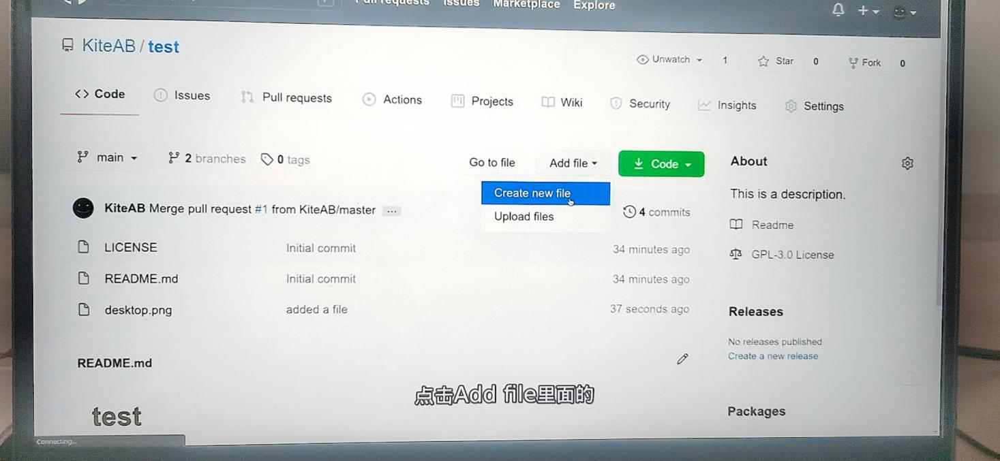 Pull requests Issues Marketplace Explore
KiteAB / test
Unwatch 1 Star 0 Fork 0
Code Issues Pull requests Actions Projects Wiki Security Insights Settings
main 2 branches 0 tags Go to file Add file Code
About
Create new file
Upload files
This is a description.
KiteAB Merge pull request #1 from KiteAB/master ... 4 commits
Readme
LICENSE Initial commit 34 minutes ago
GPL-3.0 License
README.md Initial commit 34 minutes ago
desktop.png added a file 37 seconds ago
Releases
No releases published
Create a new release
README.md
点击Add file里面的
test
Packages
Connecting...